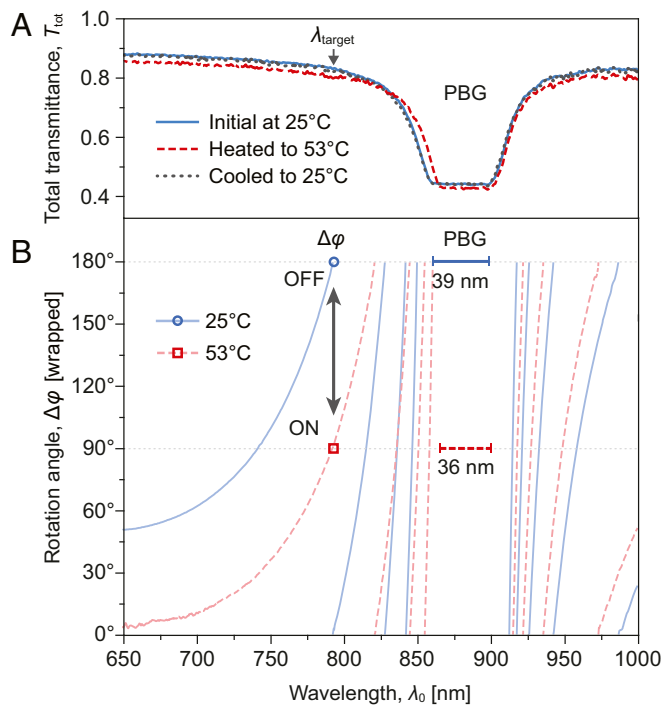 A
Total transmittance, T_tot
1.0
0.8
0.6
0.4
λ_target
PBG
Initial at 25°C
Heated to 53°C
Cooled to 25°C
B
Rotation angle, Δφ [wrapped]
180°
150°
120°
90°
60°
30°
0°
Δφ
PBG
OFF
39 nm
25°C
53°C
ON
36 nm
650
700
750
800
850
900
950
1000
Wavelength, λ₀ [nm]